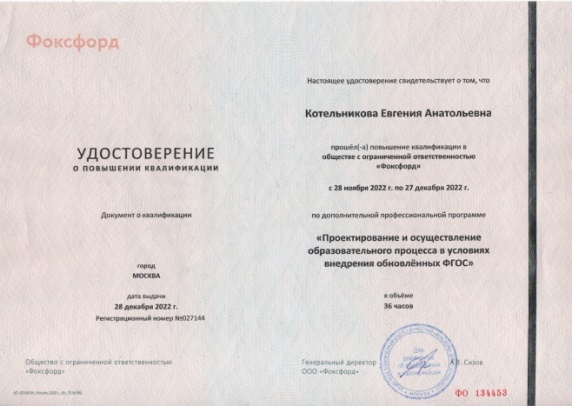 Фоксфорд
УДОСТОВЕРЕНИЕ
О ПОВЫШЕНИИ КВАЛИФИКАЦИИ
Документ о квалификации
город
МОСКВА
дата выдачи
28 декабря 2022 г.
Регистрационный номер №027144
Общество с ограниченной ответственностью
«Фоксфорд»
Настоящее удостоверение свидетельствует о том, что
Котельникова Евгения Анатольевна
прошёл(-а) повышение квалификации в
обществе с ограниченной ответственностью
«Фоксфорд»
с 28 ноября 2022 г. по 27 декабря 2022 г.
по дополнительной профессиональной программе
«Проектирование и осуществление
образовательного процесса в условиях
внедрения обновлённых ФГОС»
в объёме
36 часов
Генеральный директор
ООО «Фоксфорд»
Для
А.В. Сизов
ФО 134453